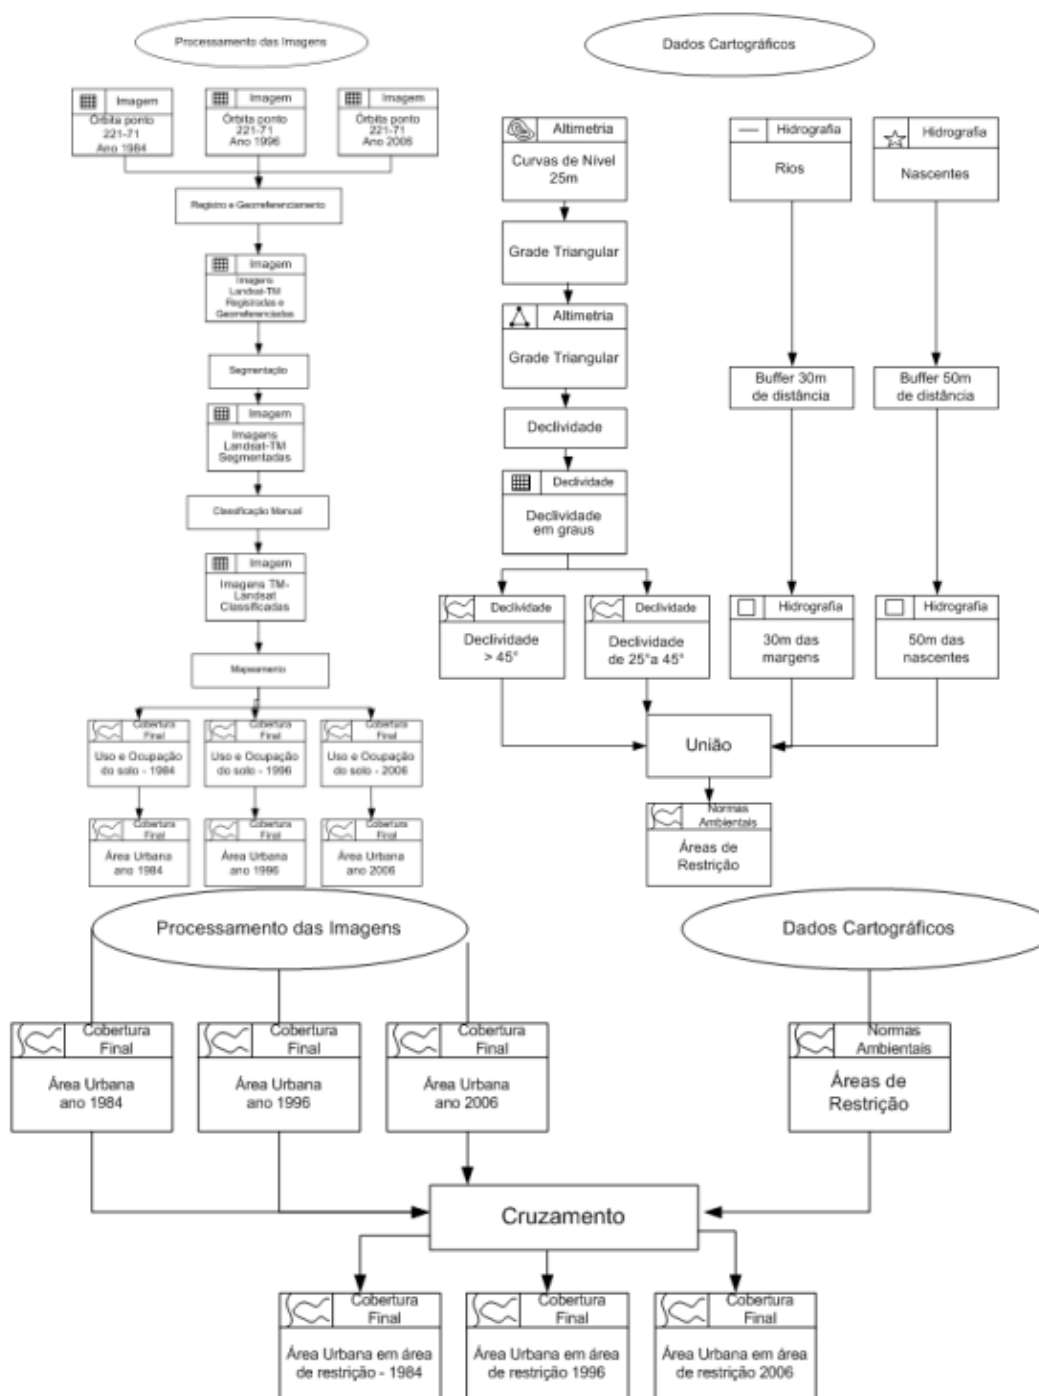 Processamento das Imagens
Dados Cartográficos
Imagem
Órbita ponto
221-71
Ano 1984
Imagem
Órbita ponto
221-71
Ano 1996
Imagem
Órbita ponto
221-71
Ano 2006
Registro e Georreferenciamento
Imagem
Imagens
Landsat-TM
Registradas e
Georreferenciadas
Segmentação
Imagem
Imagens
Landsat-TM
Segmentadas
Classificação Manual
Imagem
Imagens TM-
Landsat
Classificadas
Mapeamento
Cobertura
Final
Uso e Ocupação
do solo - 1984
Cobertura
Final
Uso e Ocupação
do solo - 1996
Cobertura
Final
Uso e Ocupação
do solo - 2006
Cobertura
Final
Área Urbana
ano 1984
Cobertura
Final
Área Urbana
ano 1996
Cobertura
Final
Área Urbana
ano 2006
Altimetria
Curvas de Nível
25m
Grade Triangular
Altimetria
Grade Triangular
Declividade
Declividade
Declividade
em graus
Declividade
Declividade
> 45°
Declividade
Declividade
de 25°a 45°
Hidrografia
Rios
Buffer 30m
de distância
Hidrografia
30m das
margens
Hidrografia
Nascentes
Buffer 50m
de distância
Hidrografia
50m das
nascentes
União
Normas
Ambientais
Áreas de
Restrição
Processamento das Imagens
Dados Cartográficos
Cobertura
Final
Área Urbana
ano 1984
Cobertura
Final
Área Urbana
ano 1996
Cobertura
Final
Área Urbana
ano 2006
Normas
Ambientais
Áreas de
Restrição
Cruzamento
Cobertura
Final
Área Urbana em área
de restrição - 1984
Cobertura
Final
Área Urbana em área
de restrição 1996
Cobertura
Final
Área Urbana em área
de restrição 2006